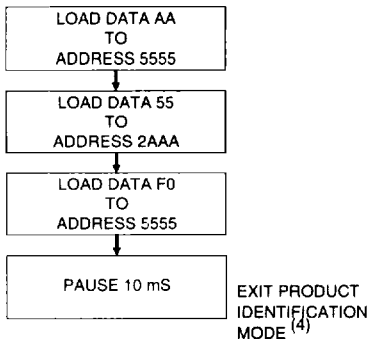 LOAD DATA AA
TO
ADDRESS 5555
LOAD DATA 55
TO
ADDRESS 2AAA
LOAD DATA F0
TO
ADDRESS 5555
PAUSE 10 mS
EXIT PRODUCT
IDENTIFICATION
MODE (4)